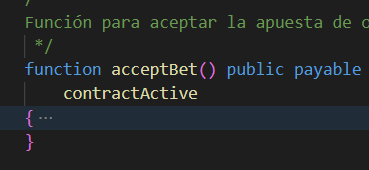 /
Función para aceptar la apuesta de
*/
function acceptBet() public payable
contractActive
{ ...
}